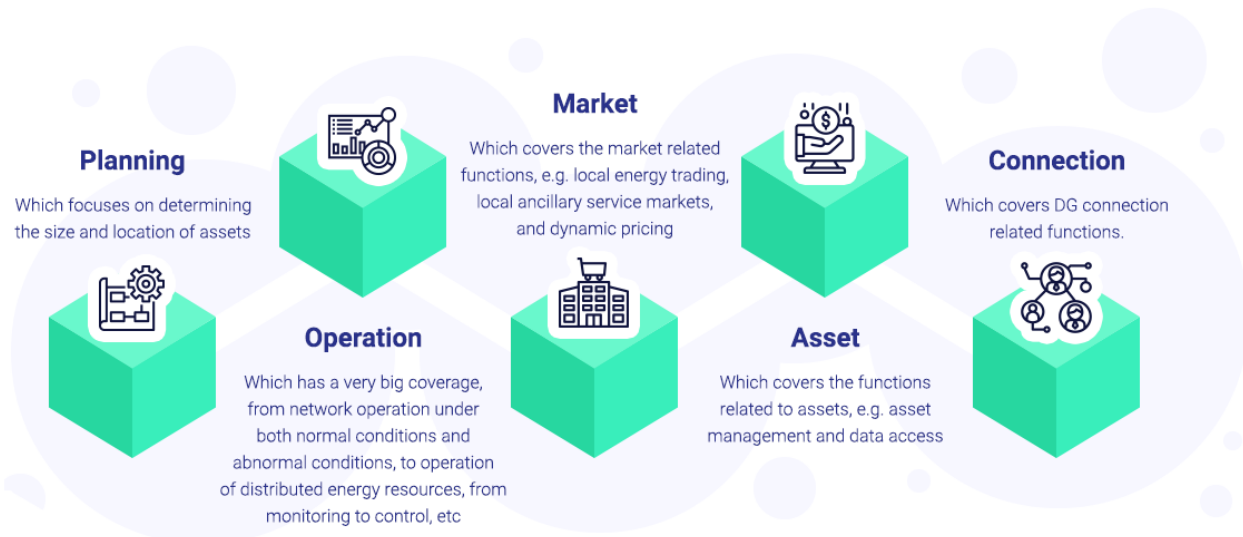 Planning
Which focuses on determining
the size and location of assets
Operation
Which has a very big coverage,
from network operation under
both normal conditions and
abnormal conditions, to operation
of distributed energy resources, from
monitoring to control, etc
Market
Which covers the market related
functions, e.g. local energy trading,
local ancillary service markets,
and dynamic pricing
Asset
Which covers the functions
related to assets, e.g. asset
management and data access
Connection
Which covers DG connection
related functions.